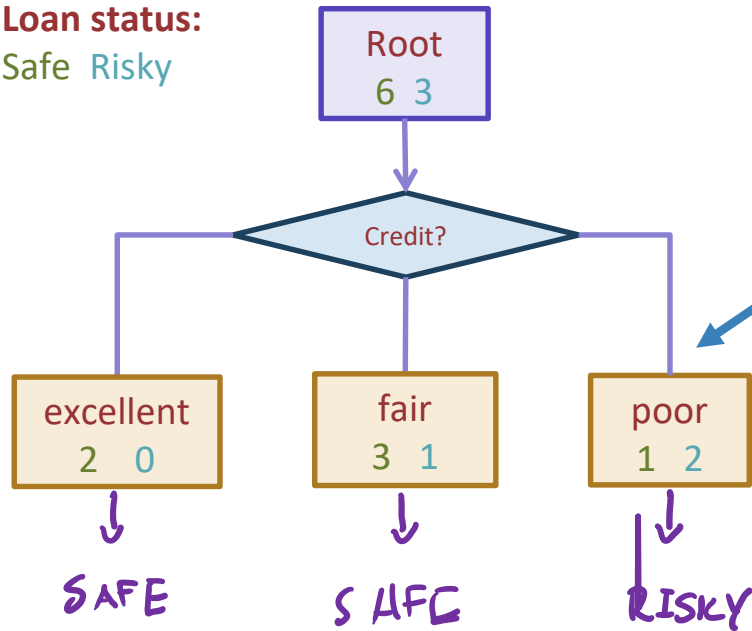 Loan status:
Safe Risky
Root
6 3
Credit?
excellent
2 0
fair
3 1
poor
1 2
SAFE
SAFE
RISKY